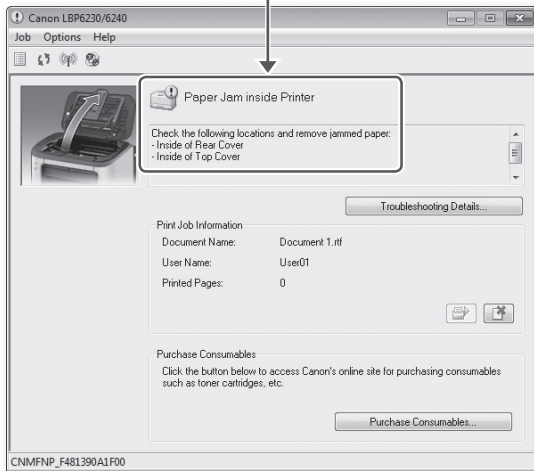 Canon LBP6230/6240
Job Options Help
Paper Jam inside Printer
Check the following locations and remove jammed paper:
- Inside of Rear Cover
- Inside of Top Cover
Troubleshooting Details...
Print Job Information
Document Name: Document 1.rtf
User Name: User01
Printed Pages: 0
Purchase Consumables
Click the button below to access Canon's online site for purchasing consumables
such as toner cartridges, etc.
Purchase Consumables...
CNMFNP_F481390A1F00